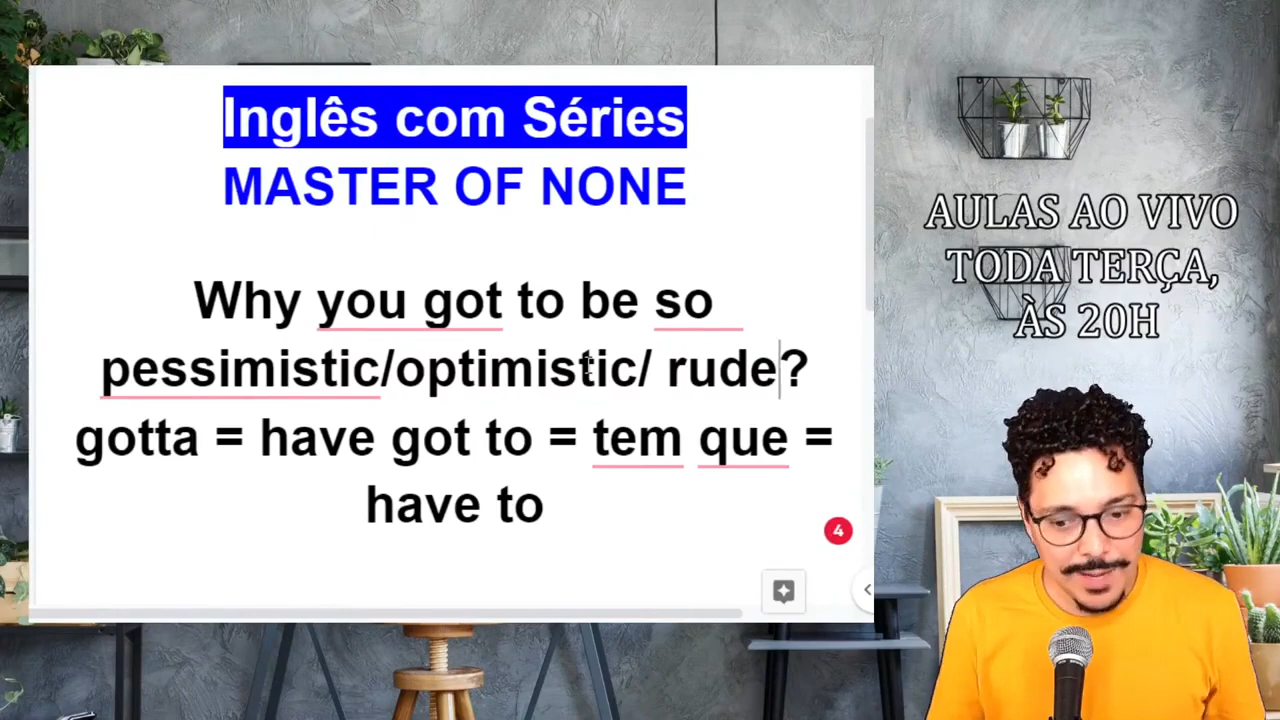 Inglês com Séries
MASTER OF NONE
Why you got to be so
pessimistic/optimistic/ rude?
gotta = have got to = tem que =
have to
4
AULAS AO VIVO
TODA TERÇA,
ÀS 20H